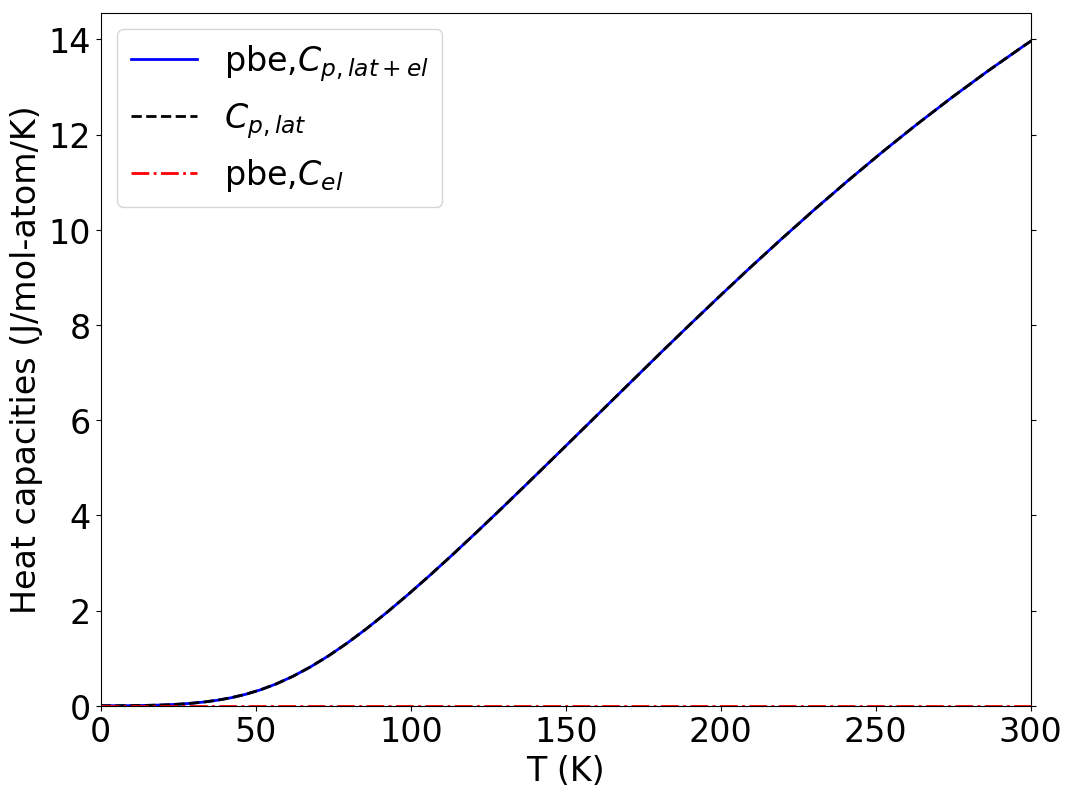 14
12
10
8
6
4
2
0
Heat capacities (J/mol-atom/K)
pbe,C_{p,lat+el}
C_{p,lat}
pbe,C_{el}
0 50 100 150 200 250 300
T (K)